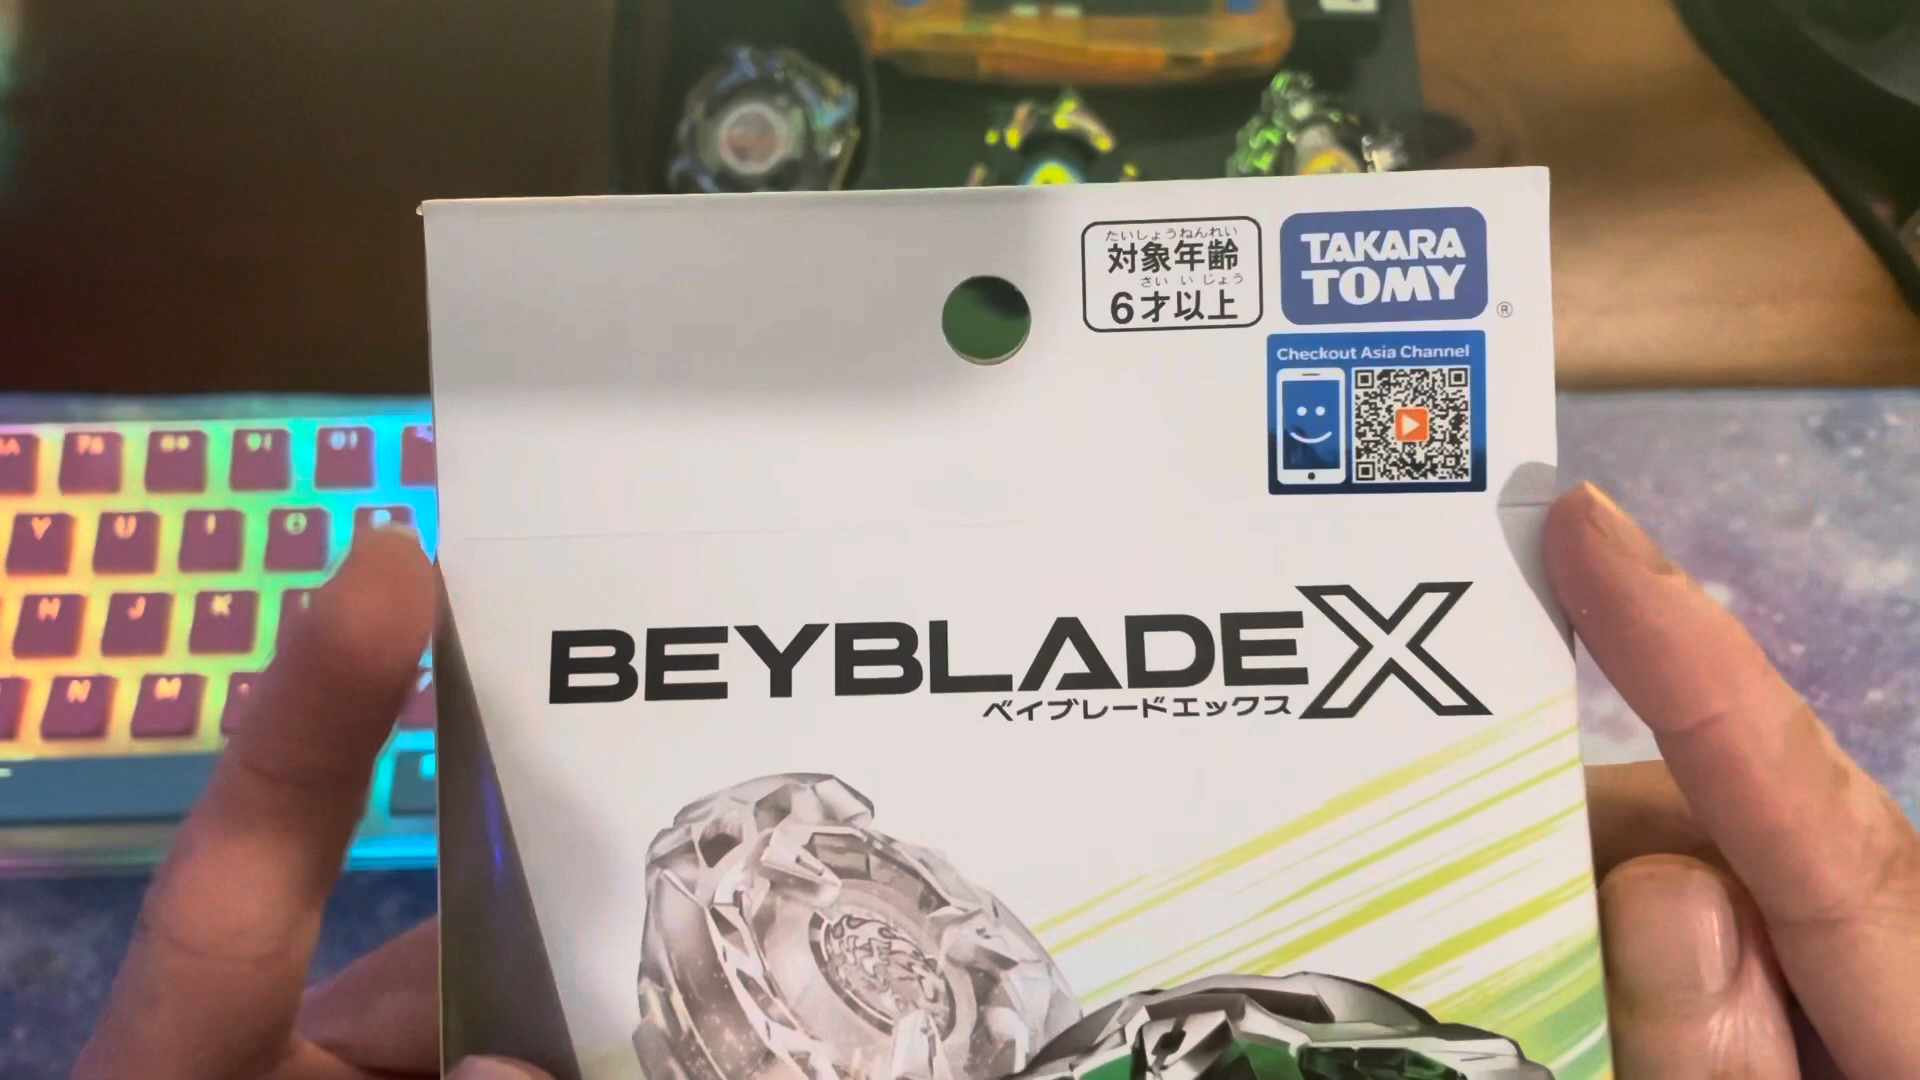 たいしょうねんれい
対象年齢
さい い じょう
6才以上
TAKARA
TOMY
®
Checkout Asia Channel
BEYBLADE X
ベイブレードエックス
Y U I O P
H J K
N M